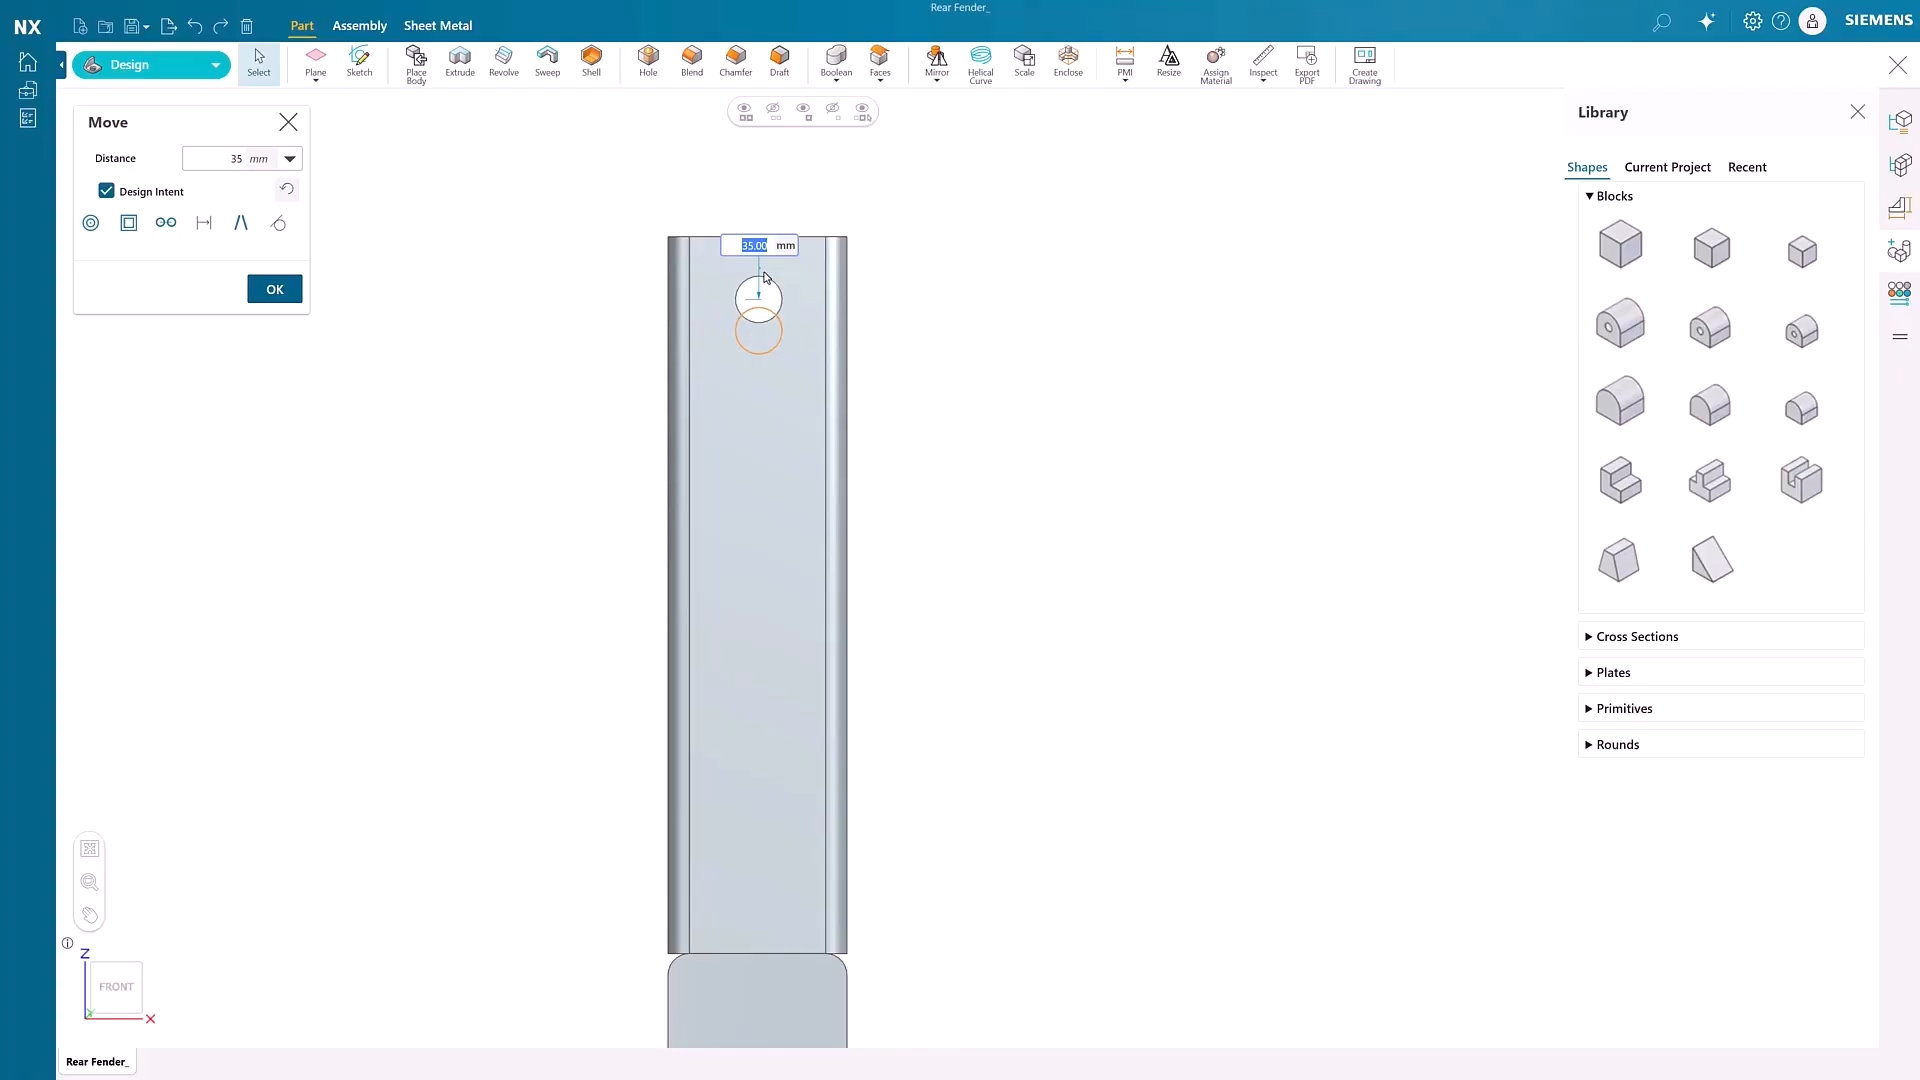 Rear Fender_
NX
Part
Assembly
Sheet Metal
SIEMENS
Design
Select
Plane
Sketch
Place
Body
Extrude
Revolve
Sweep
Shell
Hole
Blend
Chamfer
Draft
Boolean
Faces
Mirror
Helical
Curve
Scale
Enclose
PMI
Resize
Assign
Material
Inspect
Export
PDF
Create
Drawing
Move
Distance
35 mm
Design Intent
OK
35.00 mm
Library
Shapes
Current Project
Recent
Blocks
Cross Sections
Plates
Primitives
Rounds
Z
FRONT
X
Rear Fender_